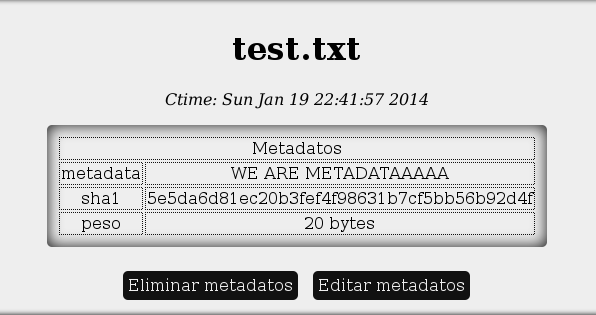 test.txt
Ctime: Sun Jan 19 22:41:57 2014
Metadatos
metadata WE ARE METADATAAAAA
sha1 5e5da6d81ec20b3fef4f98631b7cf5bb56b92d4f
peso 20 bytes
Eliminar metadatos Editar metadatos